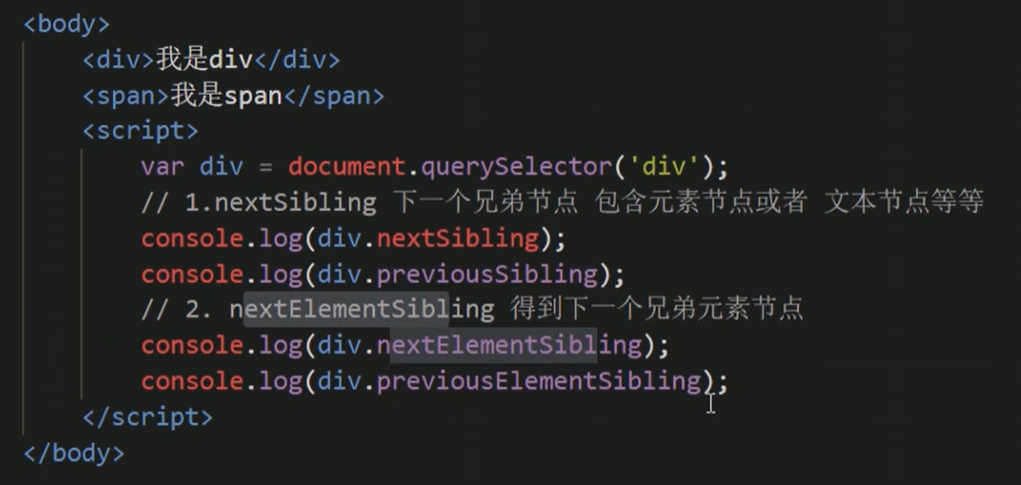 <body>
<div>我是div</div>
<span>我是span</span>
<script>
var div = document.querySelector('div');
// 1.nextSibling 下一个兄弟节点 包含元素节点或者 文本节点等等
console.log(div.nextSibling);
console.log(div.previousSibling);
// 2. nextElementSibling 得到下一个兄弟元素节点
console.log(div.nextElementSibling);
console.log(div.previousElementSibling);
</script>
</body>